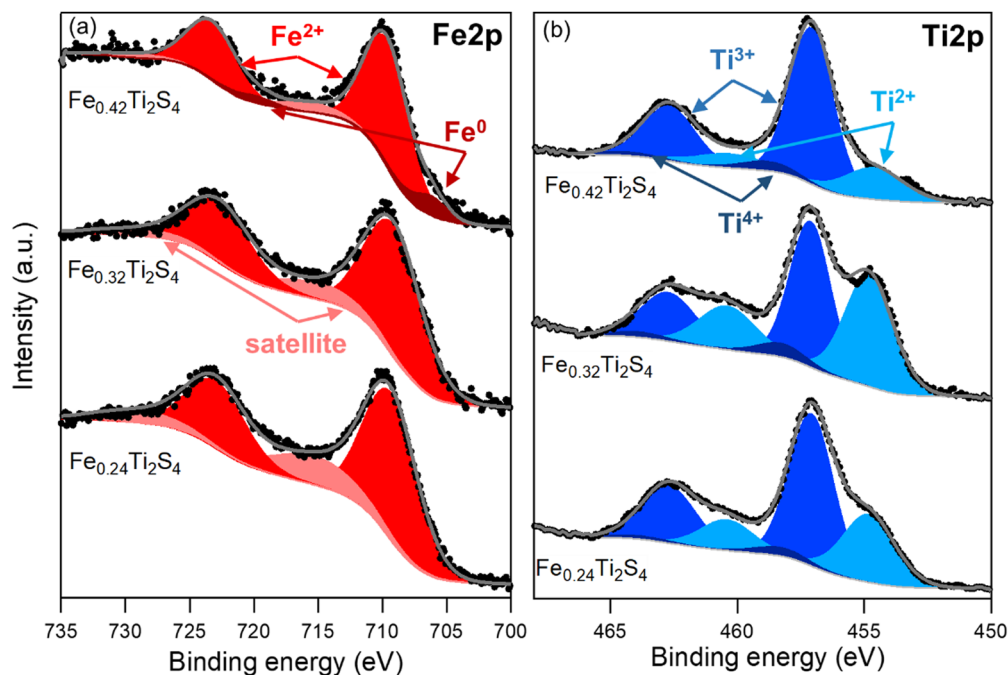 (a)
Fe2p
Fe²⁺
Fe₀.₄₂Ti₂S₄
Fe⁰
Fe₀.₃₂Ti₂S₄
satellite
Fe₀.₂₄Ti₂S₄
Intensity (a.u.)
735 730 725 720 715 710 705 700
Binding energy (eV)
(b)
Ti2p
Ti³⁺
Ti²⁺
Fe₀.₄₂Ti₂S₄
Ti⁴⁺
Fe₀.₃₂Ti₂S₄
Fe₀.₂₄Ti₂S₄
465 460 455 450
Binding energy (eV)